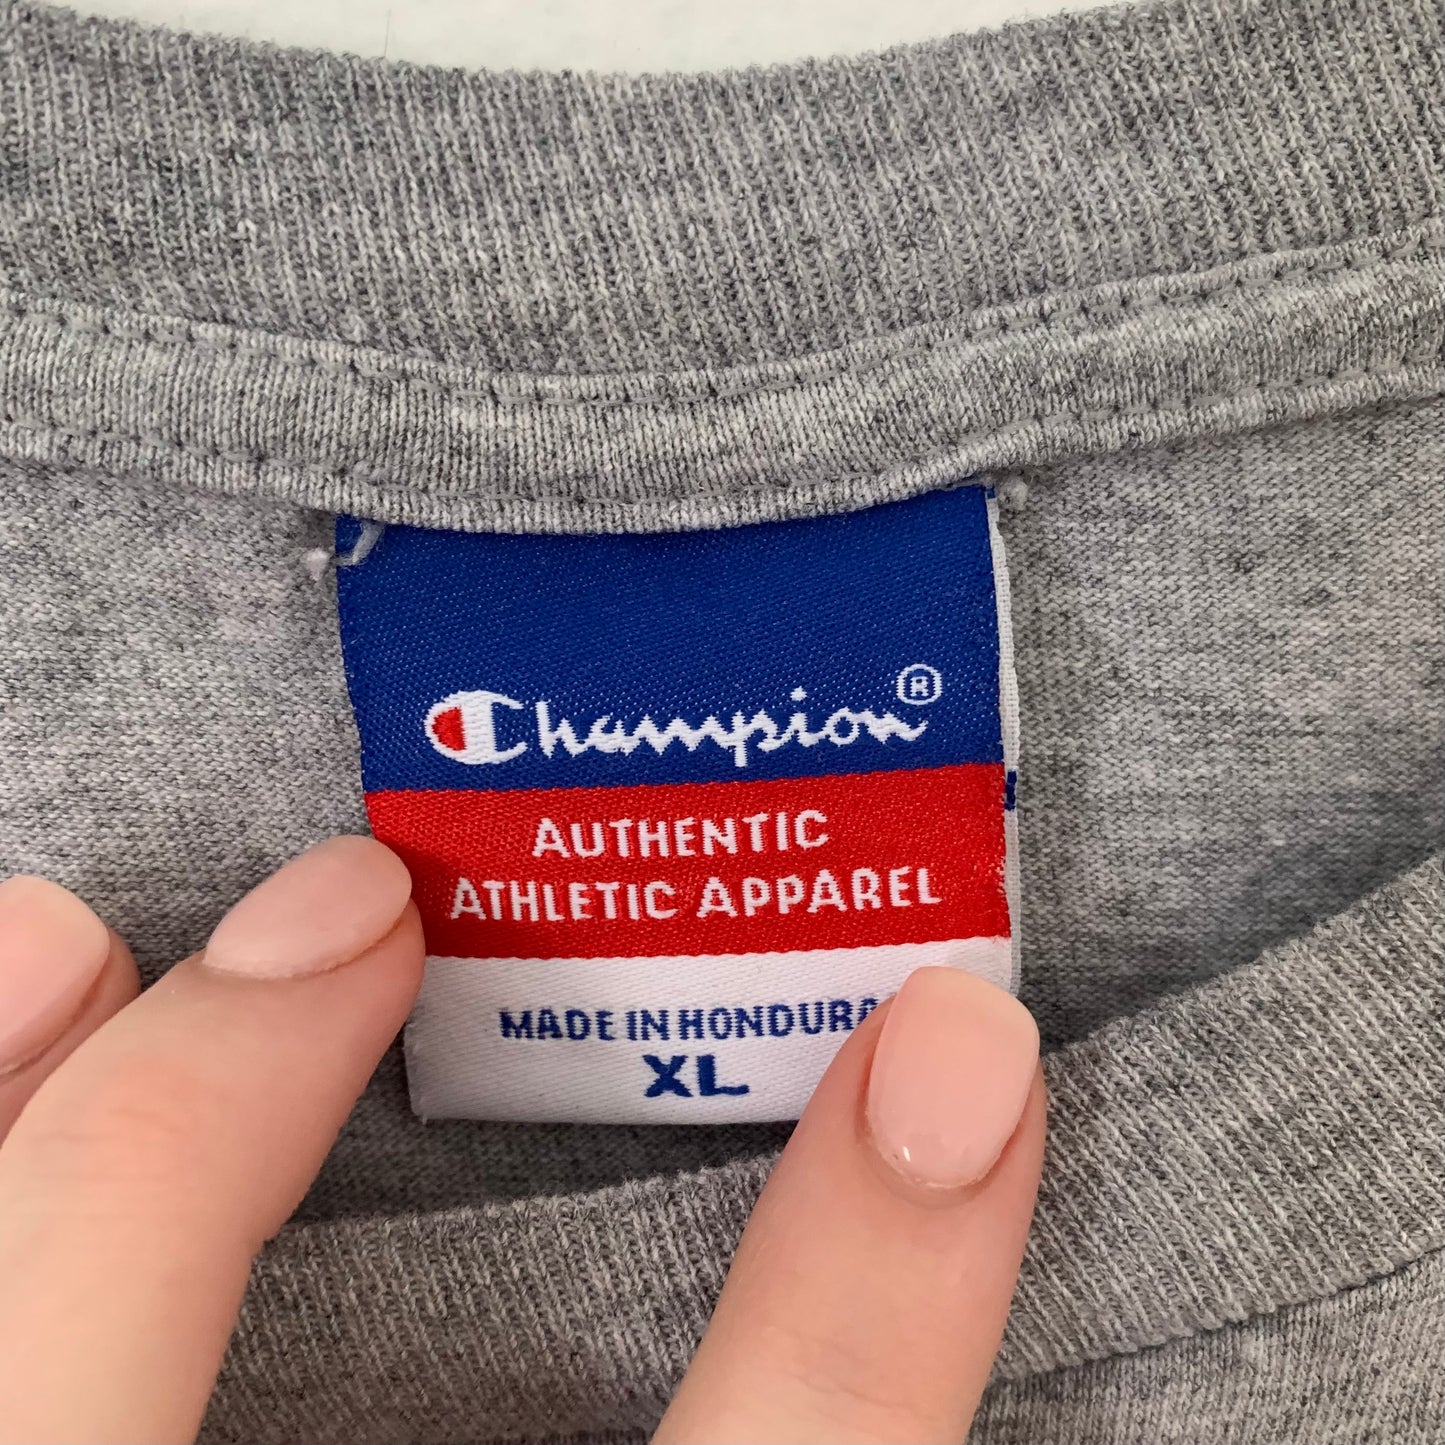 Champion®
AUTHENTIC
ATHLETIC APPAREL
MADE IN HONDURA
XL